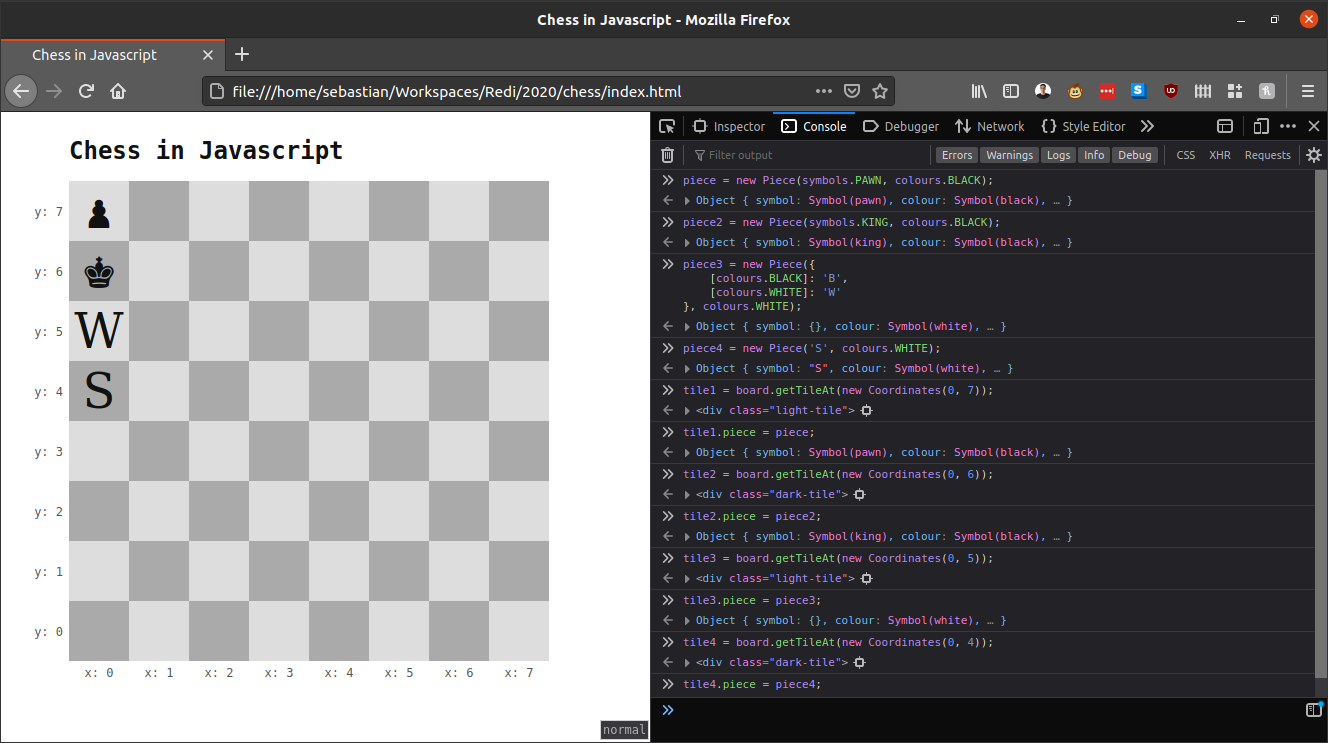 Chess in Javascript - Mozilla Firefox
Chess in Javascript
file:///home/sebastian/Workspaces/Redi/2020/chess/index.html
Chess in Javascript
y: 7
y: 6
y: 5 W
y: 4 S
y: 3
y: 2
y: 1
y: 0
x: 0 x: 1 x: 2 x: 3 x: 4 x: 5 x: 6 x: 7
normal
Inspector Console Debugger Network Style Editor
Filter output Errors Warnings Logs Info Debug CSS XHR Requests
piece = new Piece(symbols.PAWN, colours.BLACK);
Object { symbol: Symbol(pawn), colour: Symbol(black), … }
piece2 = new Piece(symbols.KING, colours.BLACK);
Object { symbol: Symbol(king), colour: Symbol(black), … }
piece3 = new Piece({
[colours.BLACK]: 'B',
[colours.WHITE]: 'W'
}, colours.WHITE);
Object { symbol: {}, colour: Symbol(white), … }
piece4 = new Piece('S', colours.WHITE);
Object { symbol: "S", colour: Symbol(white), … }
tile1 = board.getTileAt(new Coordinates(0, 7));
<div class="light-tile">
tile1.piece = piece;
Object { symbol: Symbol(pawn), colour: Symbol(black), … }
tile2 = board.getTileAt(new Coordinates(0, 6));
<div class="dark-tile">
tile2.piece = piece2;
Object { symbol: Symbol(king), colour: Symbol(black), … }
tile3 = board.getTileAt(new Coordinates(0, 5));
<div class="light-tile">
tile3.piece = piece3;
Object { symbol: {}, colour: Symbol(white), … }
tile4 = board.getTileAt(new Coordinates(0, 4));
<div class="dark-tile">
tile4.piece = piece4;